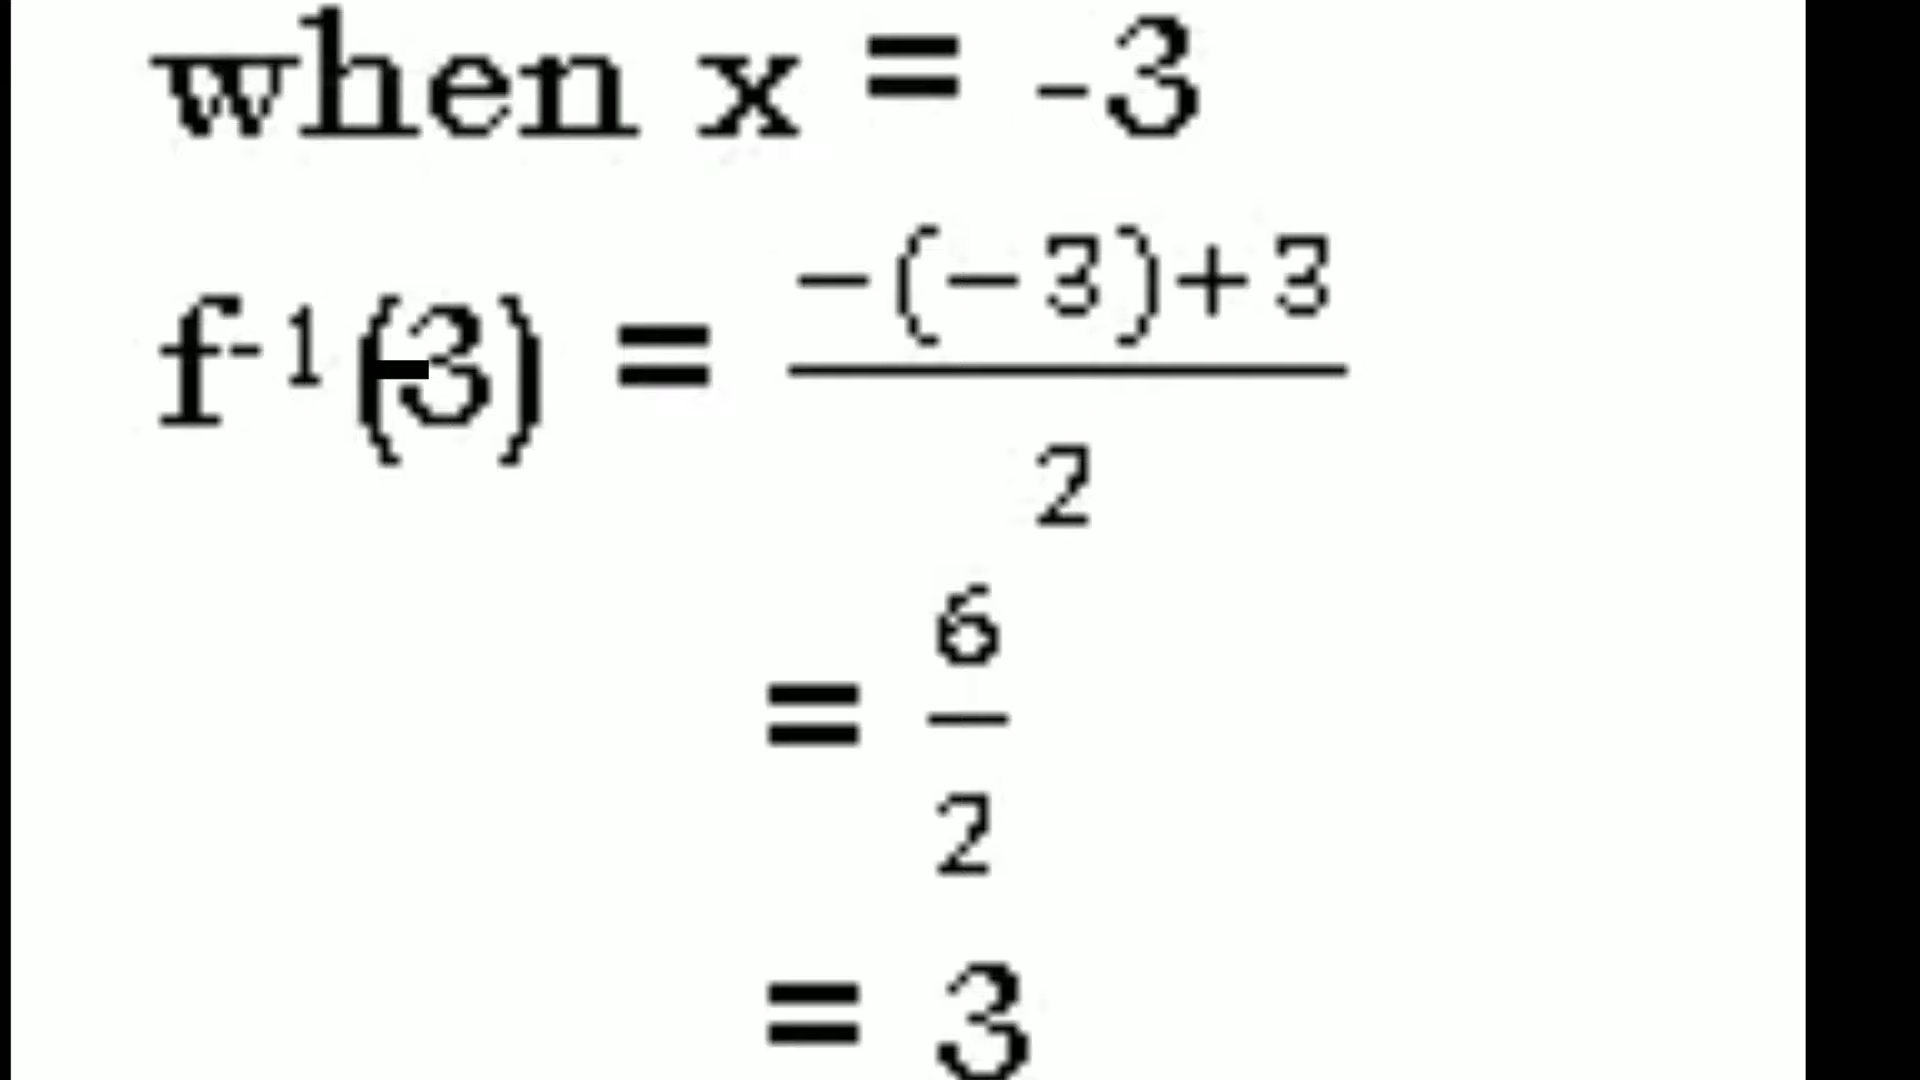 when x = -3
f⁻¹(-3) = -(-3)+3
2
= 6
2
= 3